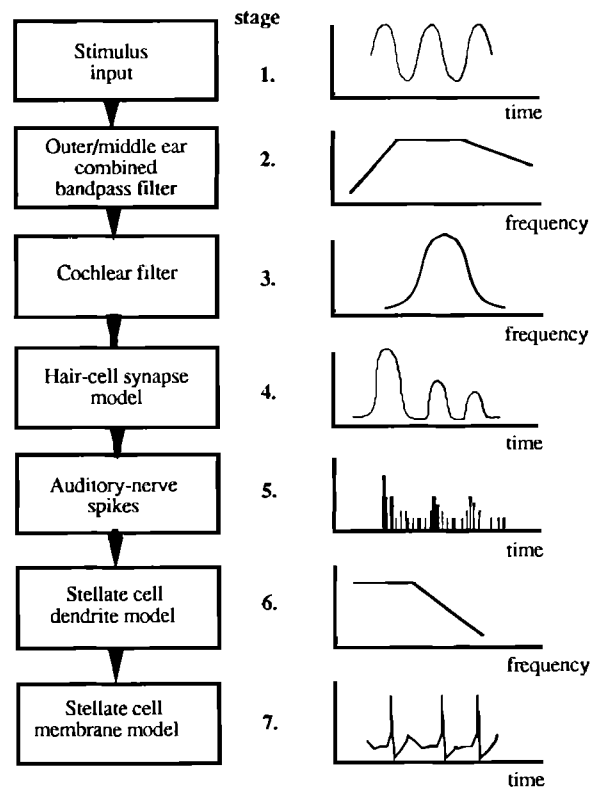 stage
Stimulus
input
1.
time
Outer/middle ear
combined
bandpass filter
2.
frequency
Cochlear filter
3.
frequency
Hair-cell synapse
model
4.
time
Auditory-nerve
spikes
5.
time
Stellate cell
dendrite model
6.
frequency
Stellate cell
membrane model
7.
time